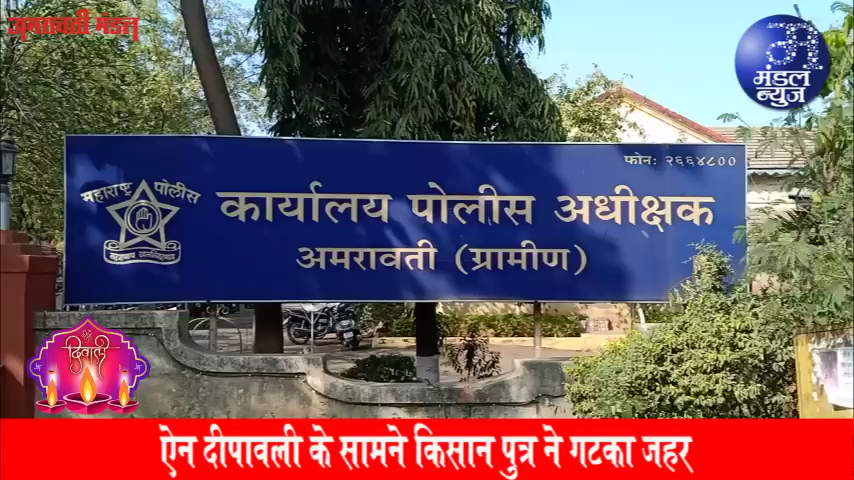 अमरावती मंडल
मंडल
न्युज
फोन: २६६४८००
महाराष्ट्र पोलीस
कार्यालय पोलीस अधीक्षक
अमरावती (ग्रामीण)
दिवाली
ऐन दीपावली के सामने किसान पुत्र ने गटका जहर